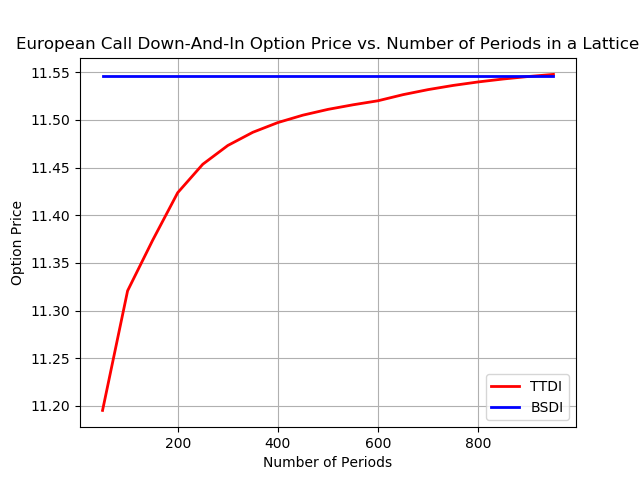 European Call Down-And-In Option Price vs. Number of Periods in a Lattice
11.55
11.50
11.45
11.40
11.35
11.30
11.25
11.20
Option Price
200 400 600 800
Number of Periods
TTDI
BSDI